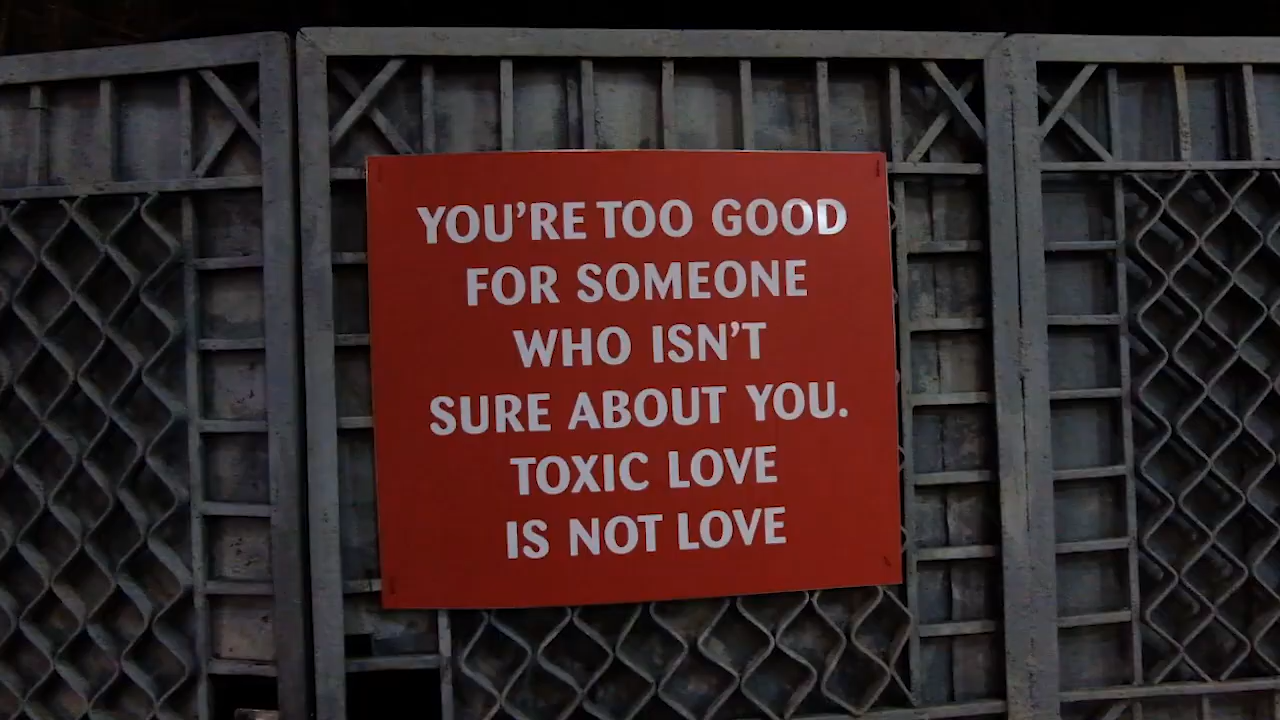 YOU'RE TOO GOOD
FOR SOMEONE
WHO ISN'T
SURE ABOUT YOU.
TOXIC LOVE
IS NOT LOVE